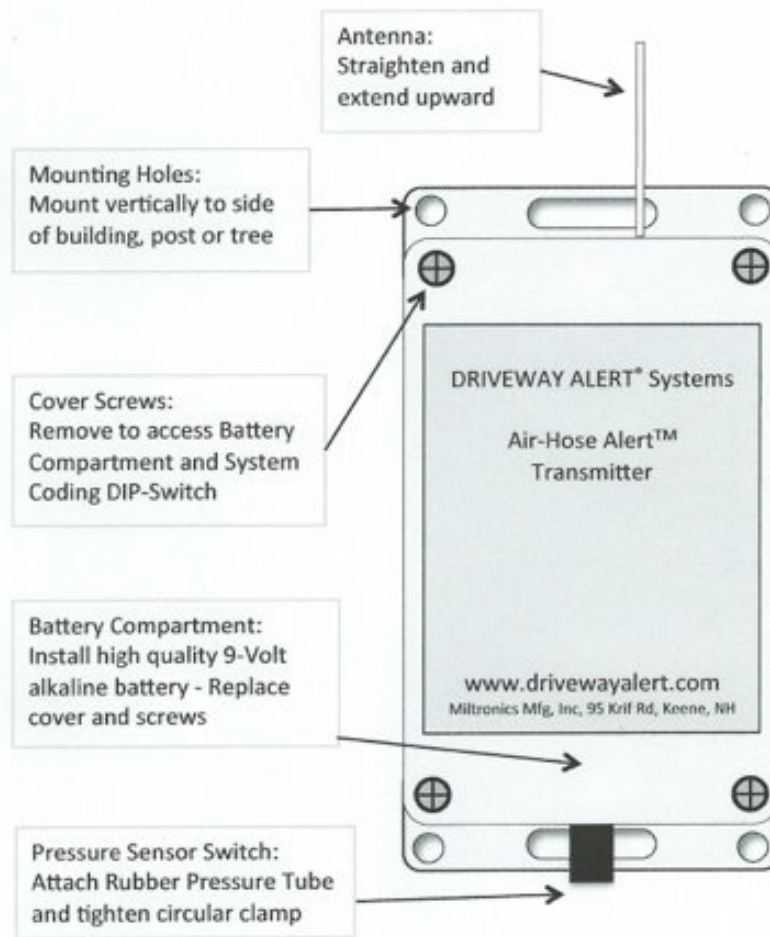 Antenna:
Straighten and
extend upward
Mounting Holes:
Mount vertically to side
of building, post or tree
Cover Screws:
Remove to access Battery
Compartment and System
Coding DIP-Switch
DRIVEWAY ALERT® Systems
Air-Hose Alert™
Transmitter
Battery Compartment:
Install high quality 9-Volt
alkaline battery - Replace
cover and screws
www.drivewayalert.com
Miltronics Mfg, Inc, 95 Krif Rd, Keene, NH
Pressure Sensor Switch:
Attach Rubber Pressure Tube
and tighten circular clamp